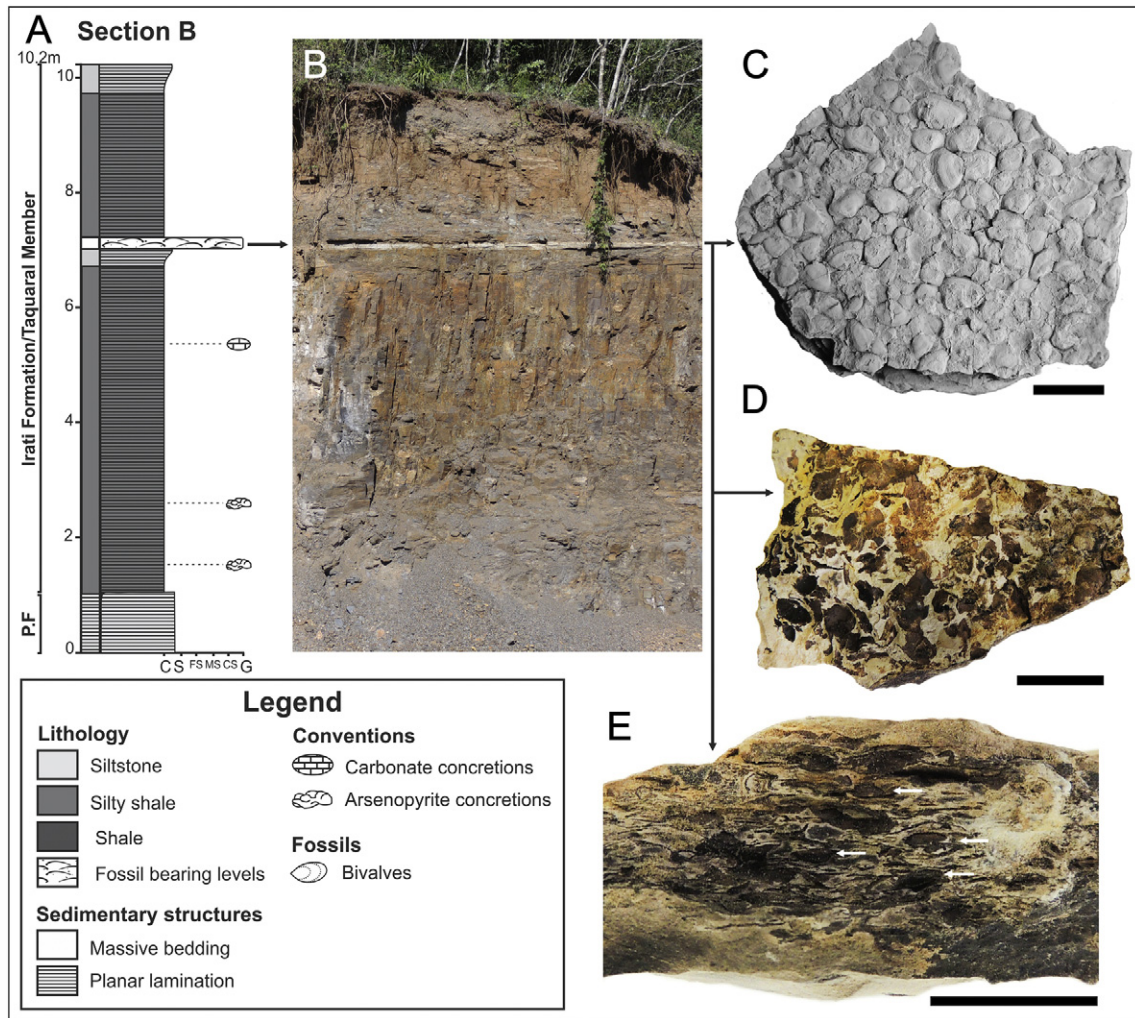 A Section B
10.2m
10
8
6
4
2
0
Irati Formation/Taquaral Member
P.F
C S FS MS CS G
B
C
D
E
Legend
Lithology
Siltstone
Silty shale
Shale
Fossil bearing levels
Sedimentary structures
Massive bedding
Planar lamination
Conventions
Carbonate concretions
Arsenopyrite concretions
Fossils
Bivalves